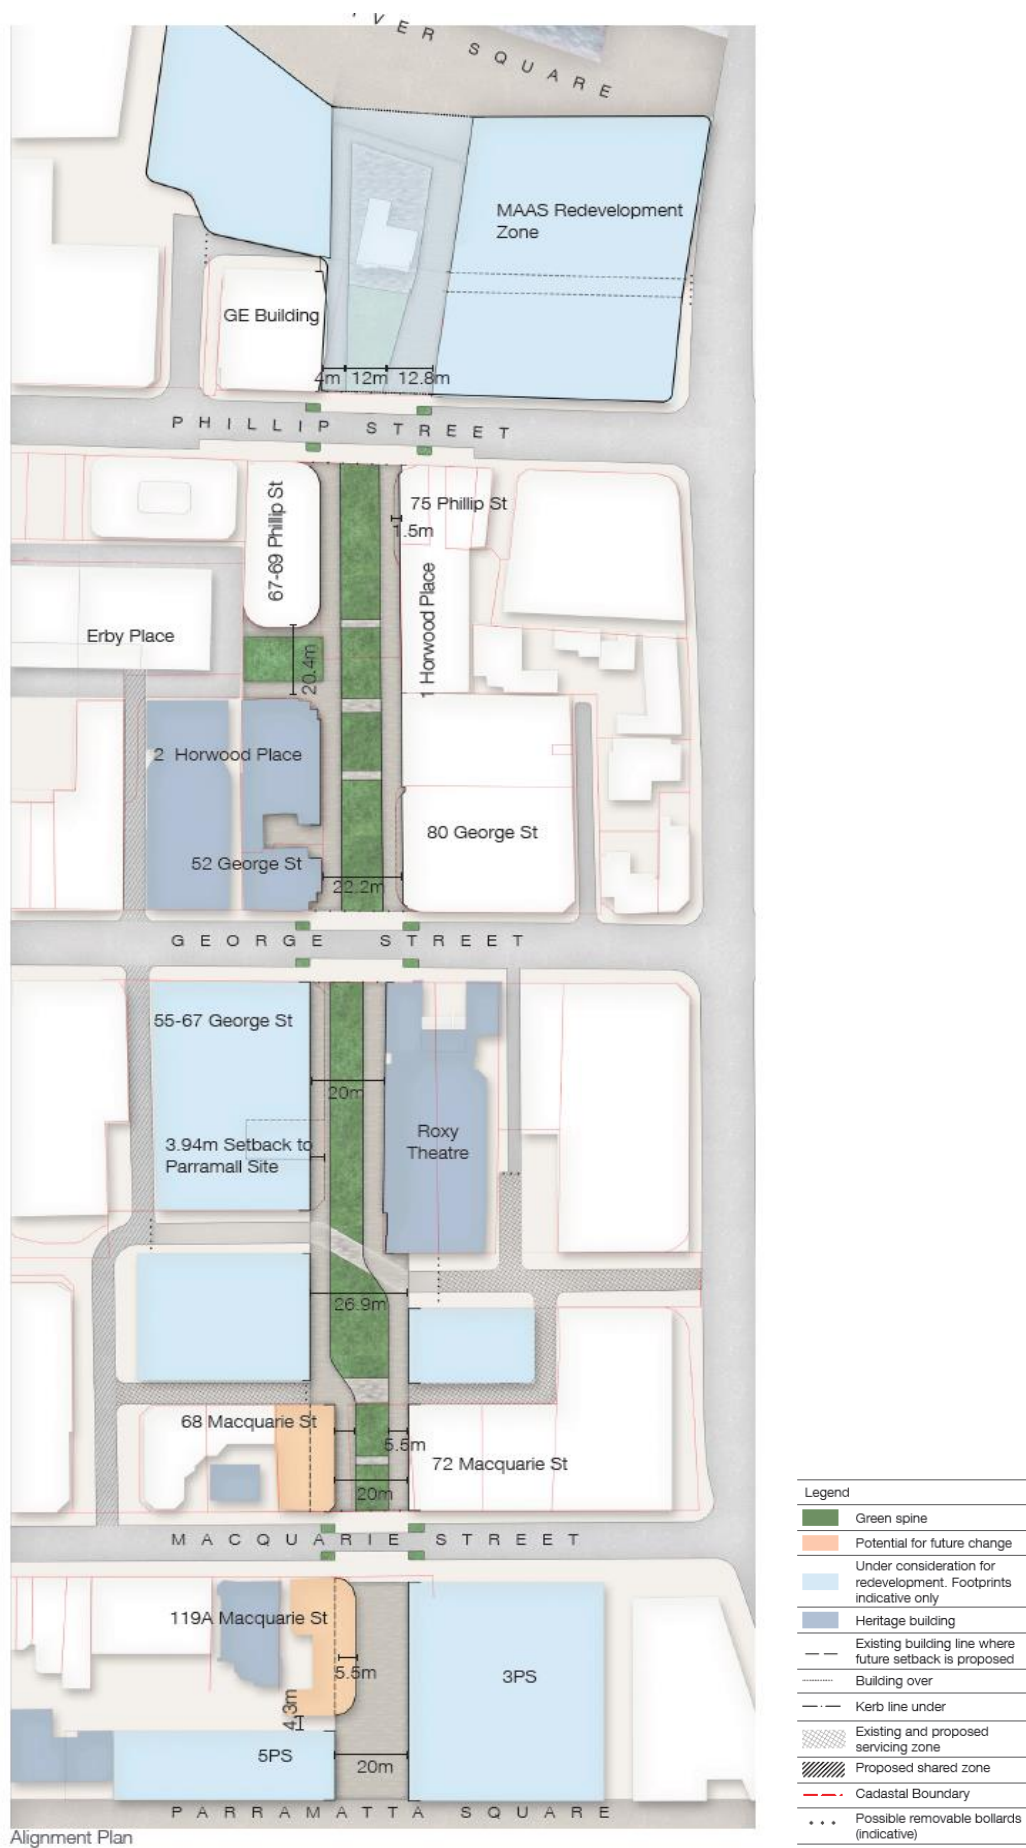 VER SQUARE
MAAS Redevelopment
Zone
GE Building
4m 12m 12.8m
PHILLIP STREET
67-69 Phillip St
75 Phillip St
1.5m
1 Horwood Place
Erby Place
20.4m
2 Horwood Place
80 George St
52 George St
22.2m
GEORGE STREET
55-67 George St
20m
3.94m Setback to
Parramall Site
Roxy
Theatre
26.9m
68 Macquarie St
5.5m
72 Macquarie St
20m
MACQUARIE STREET
119A Macquarie St
5.5m
3PS
4.3m
5PS
20m
PARRAMATTA SQUARE
Alignment Plan
Legend
Green spine
Potential for future change
Under consideration for
redevelopment. Footprints
indicative only
Heritage building
Existing building line where
future setback is proposed
Building over
Kerb line under
Existing and proposed
servicing zone
Proposed shared zone
Cadastal Boundary
Possible removable bollards
(indicative)